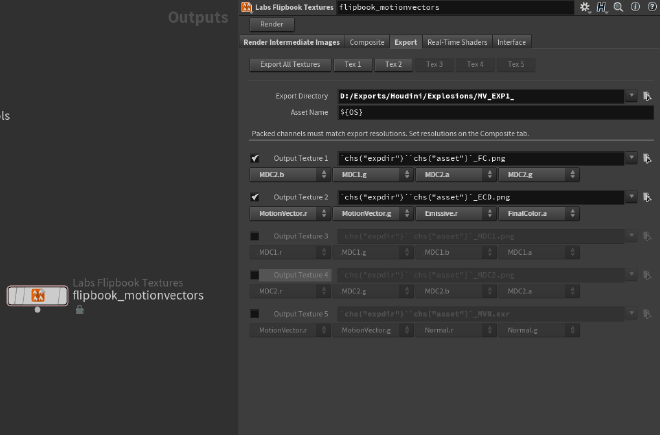 Outputs
ols
Labs Flipbook Textures
flipbook_motionvectors
Labs Flipbook Textures flipbook_motionvectors
Render
Render Intermediate Images Composite Export Real-Time Shaders Interface
Export All Textures Tex 1 Tex 2 Tex 3 Tex 4 Tex 5
Export Directory D:/Exports/Houdini/Explosions/MV_EXP1_
Asset Name ${OS}
Packed channels must match export resolutions. Set resolutions on the Composite tab.
Output Texture 1 `chs("expdir")``chs("asset")`_FC.png
MDC2.b MDC1.g MDC2.a MDC2.g
Output Texture 2 `chs("expdir")``chs("asset")`_ECD.png
MotionVector.r MotionVector.g Emissive.r FinalColor.a
Output Texture 3 `chs("expdir")``chs("asset")`_MDC1.png
MDC1.r MDC1.g MDC1.b MDC1.a
Output Texture 4 `chs("expdir")``chs("asset")`_MDC2.png
MDC2.r MDC2.g MDC2.b MDC2.a
Output Texture 5 `chs("expdir")``chs("asset")`_MVN.exr
MotionVector.r MotionVector.g Normal.r Normal.g